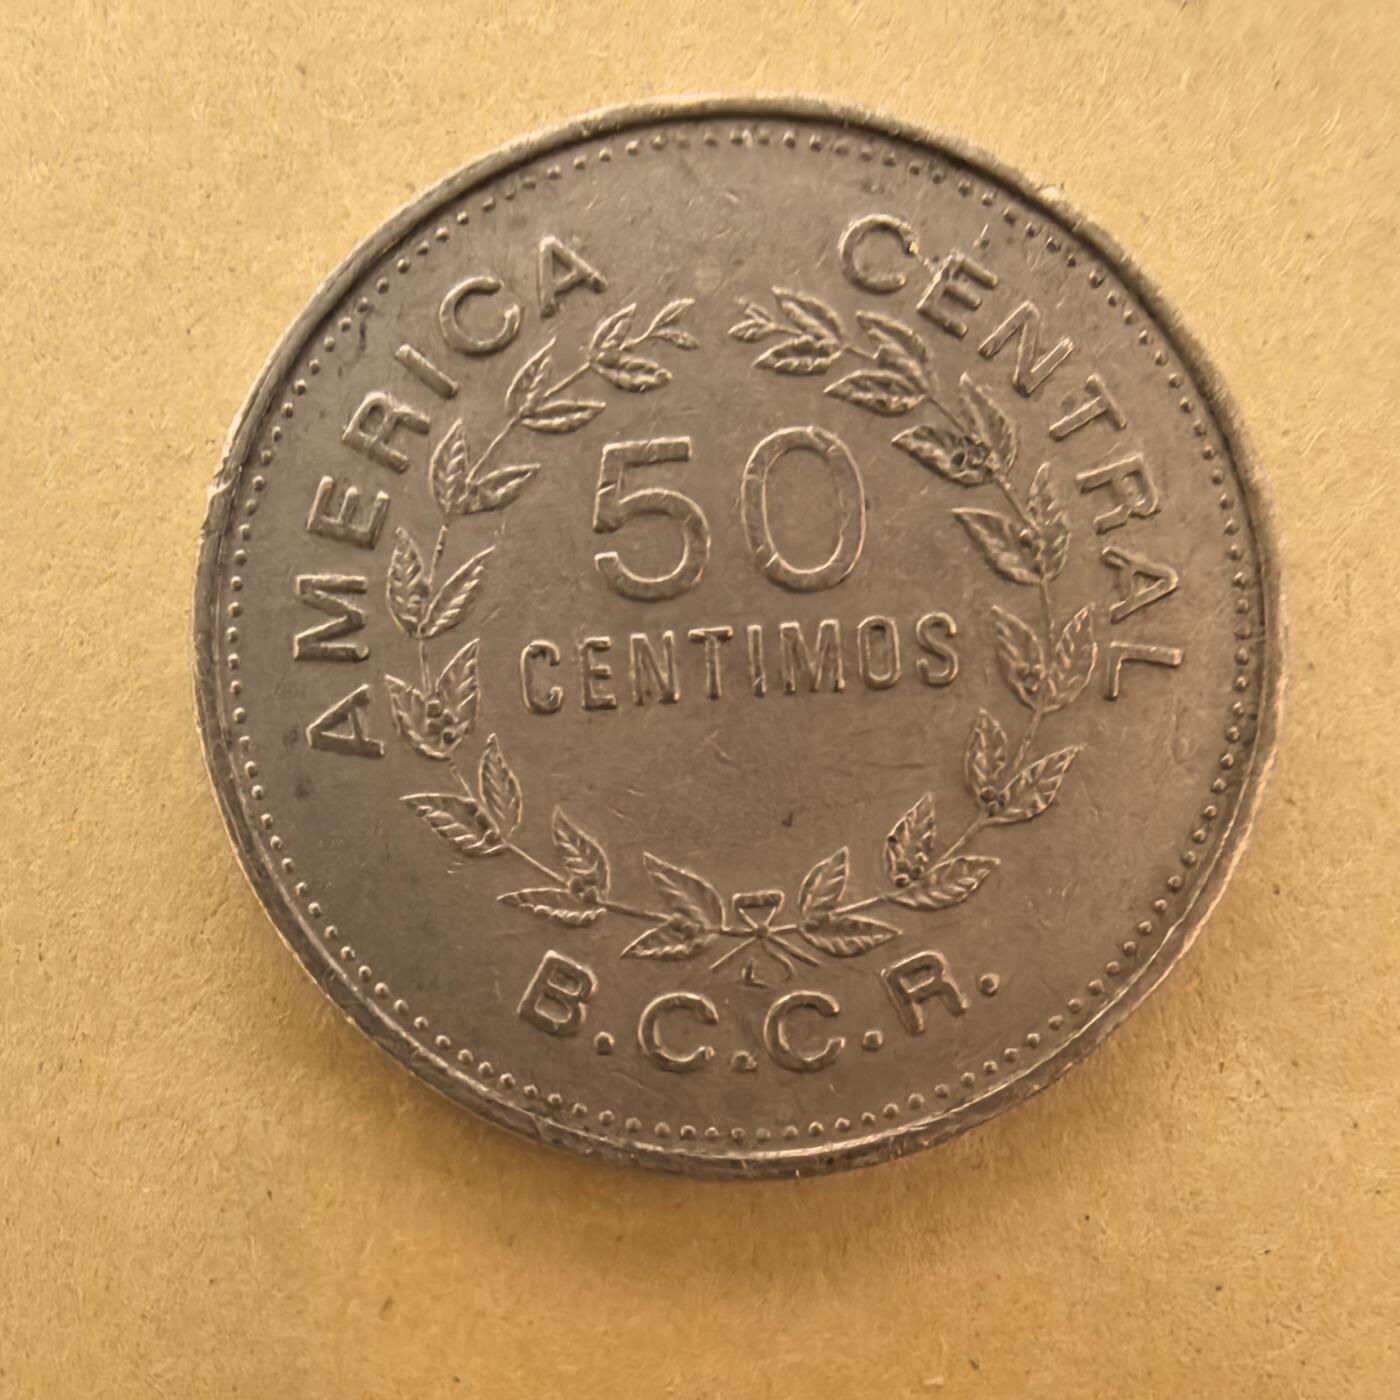 AMERICA CENTRAL
50
CENTIMOS
B.C.C.R.